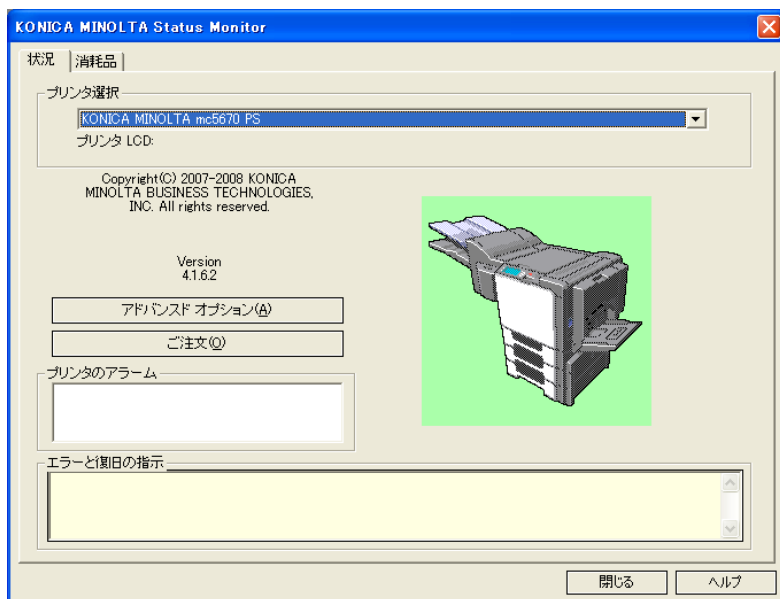 KONICA MINOLTA Status Monitor
状況
消耗品
プリンタ選択
KONICA MINOLTA mc5670 PS
プリンタ LCD:
Copyright(C) 2007-2008 KONICA
MINOLTA BUSINESS TECHNOLOGIES,
INC. All rights reserved.
Version
4.1.6.2
アドバンスド オプション(A)
ご注文(O)
プリンタのアラーム
エラーと復旧の指示
閉じる
ヘルプ